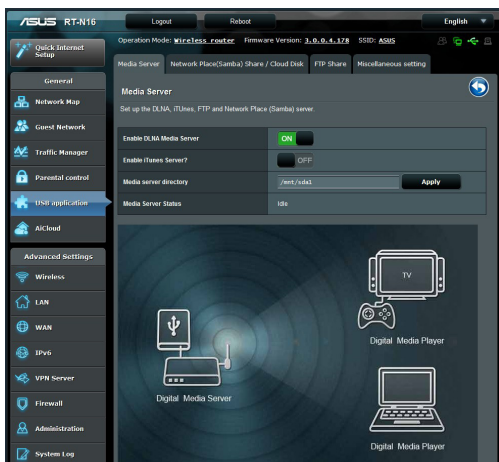 ASUS RT-N16
Logout
Reboot
English
Quick Internet
Setup
Operation Mode: Wireless router Firmware Version: 3.0.0.4.178 SSID: ASUS
Media Server
Network Place(Samba) Share / Cloud Disk
FTP Share
Miscellaneous setting
General
Network Map
Guest Network
Traffic Manager
Parental control
USB application
AiCloud
Advanced Settings
Wireless
LAN
WAN
IPv6
VPN Server
Firewall
Administration
System Log
Media Server
Set up the DLNA, iTunes, FTP and Network Place (Samba) server.
Enable DLNA Media Server
ON
Enable iTunes Server?
OFF
Media server directory
/mnt/sda1
Apply
Media Server Status
Idle
TV
Digital Media Player
Digital Media Server
Digital Media Player